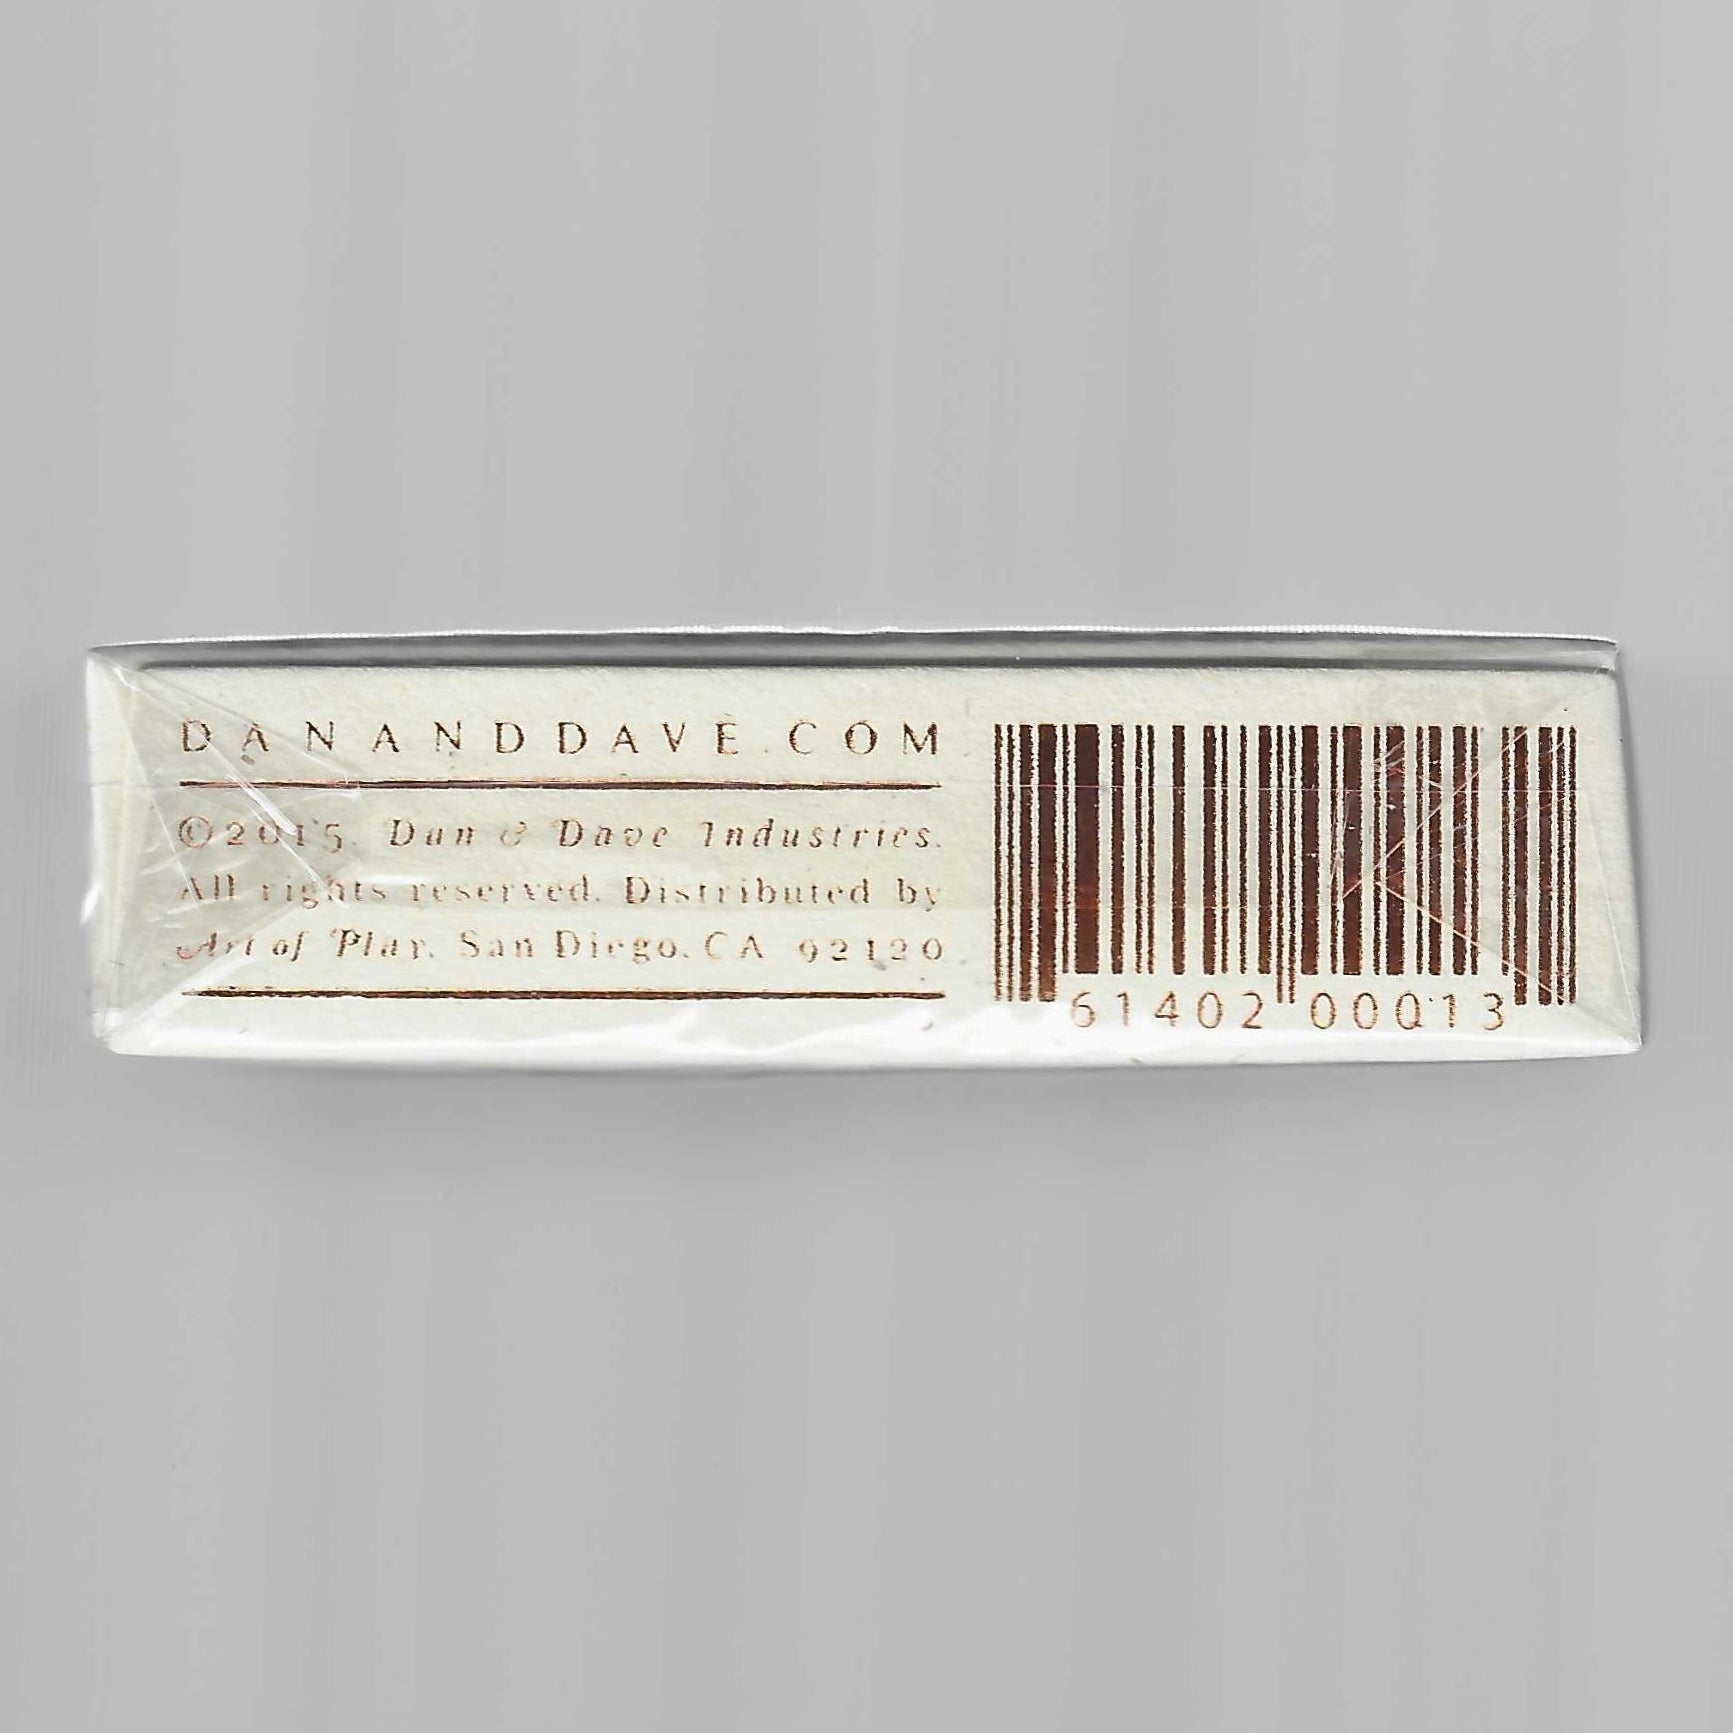 DANANDDAVE.COM
©2015. Dan & Dave Industries.
All rights reserved. Distributed by
Art of Play. San Diego, CA 92120
61402 00013